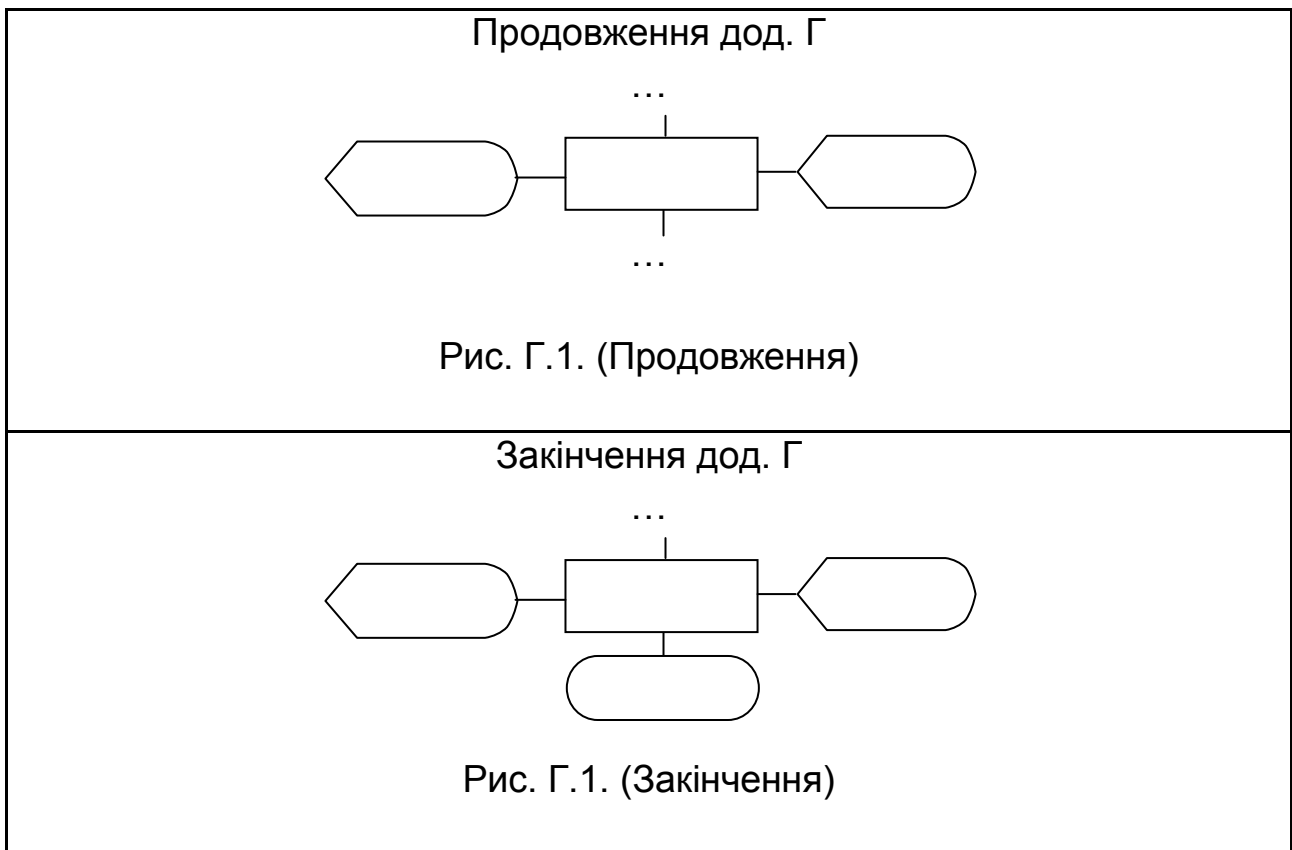 Продовження дод. Г
…
…
Рис. Г.1. (Продовження)
Закінчення дод. Г
…
Рис. Г.1. (Закінчення)